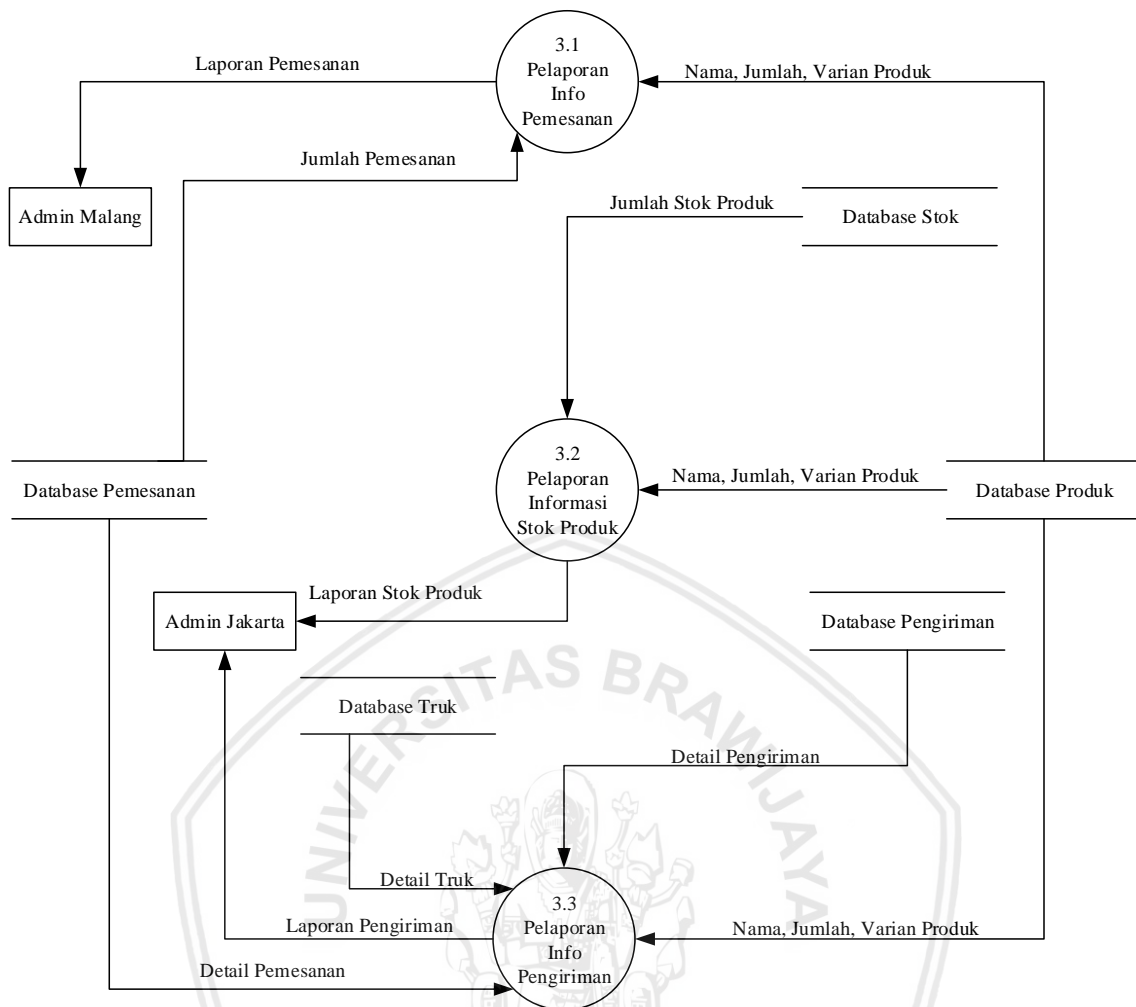 3.1
Pelaporan
Info
Pemesanan
Laporan Pemesanan
Nama, Jumlah, Varian Produk
Jumlah Pemesanan
Admin Malang
Jumlah Stok Produk
Database Stok
3.2
Pelaporan
Informasi
Stok Produk
Database Pemesanan
Nama, Jumlah, Varian Produk
Database Produk
Laporan Stok Produk
Admin Jakarta
Database Pengiriman
Database Truk
Detail Pengiriman
Detail Truk
3.3
Pelaporan
Info
Pengiriman
Laporan Pengiriman
Nama, Jumlah, Varian Produk
Detail Pemesanan
UNIVERSITAS BRAWIJAYA